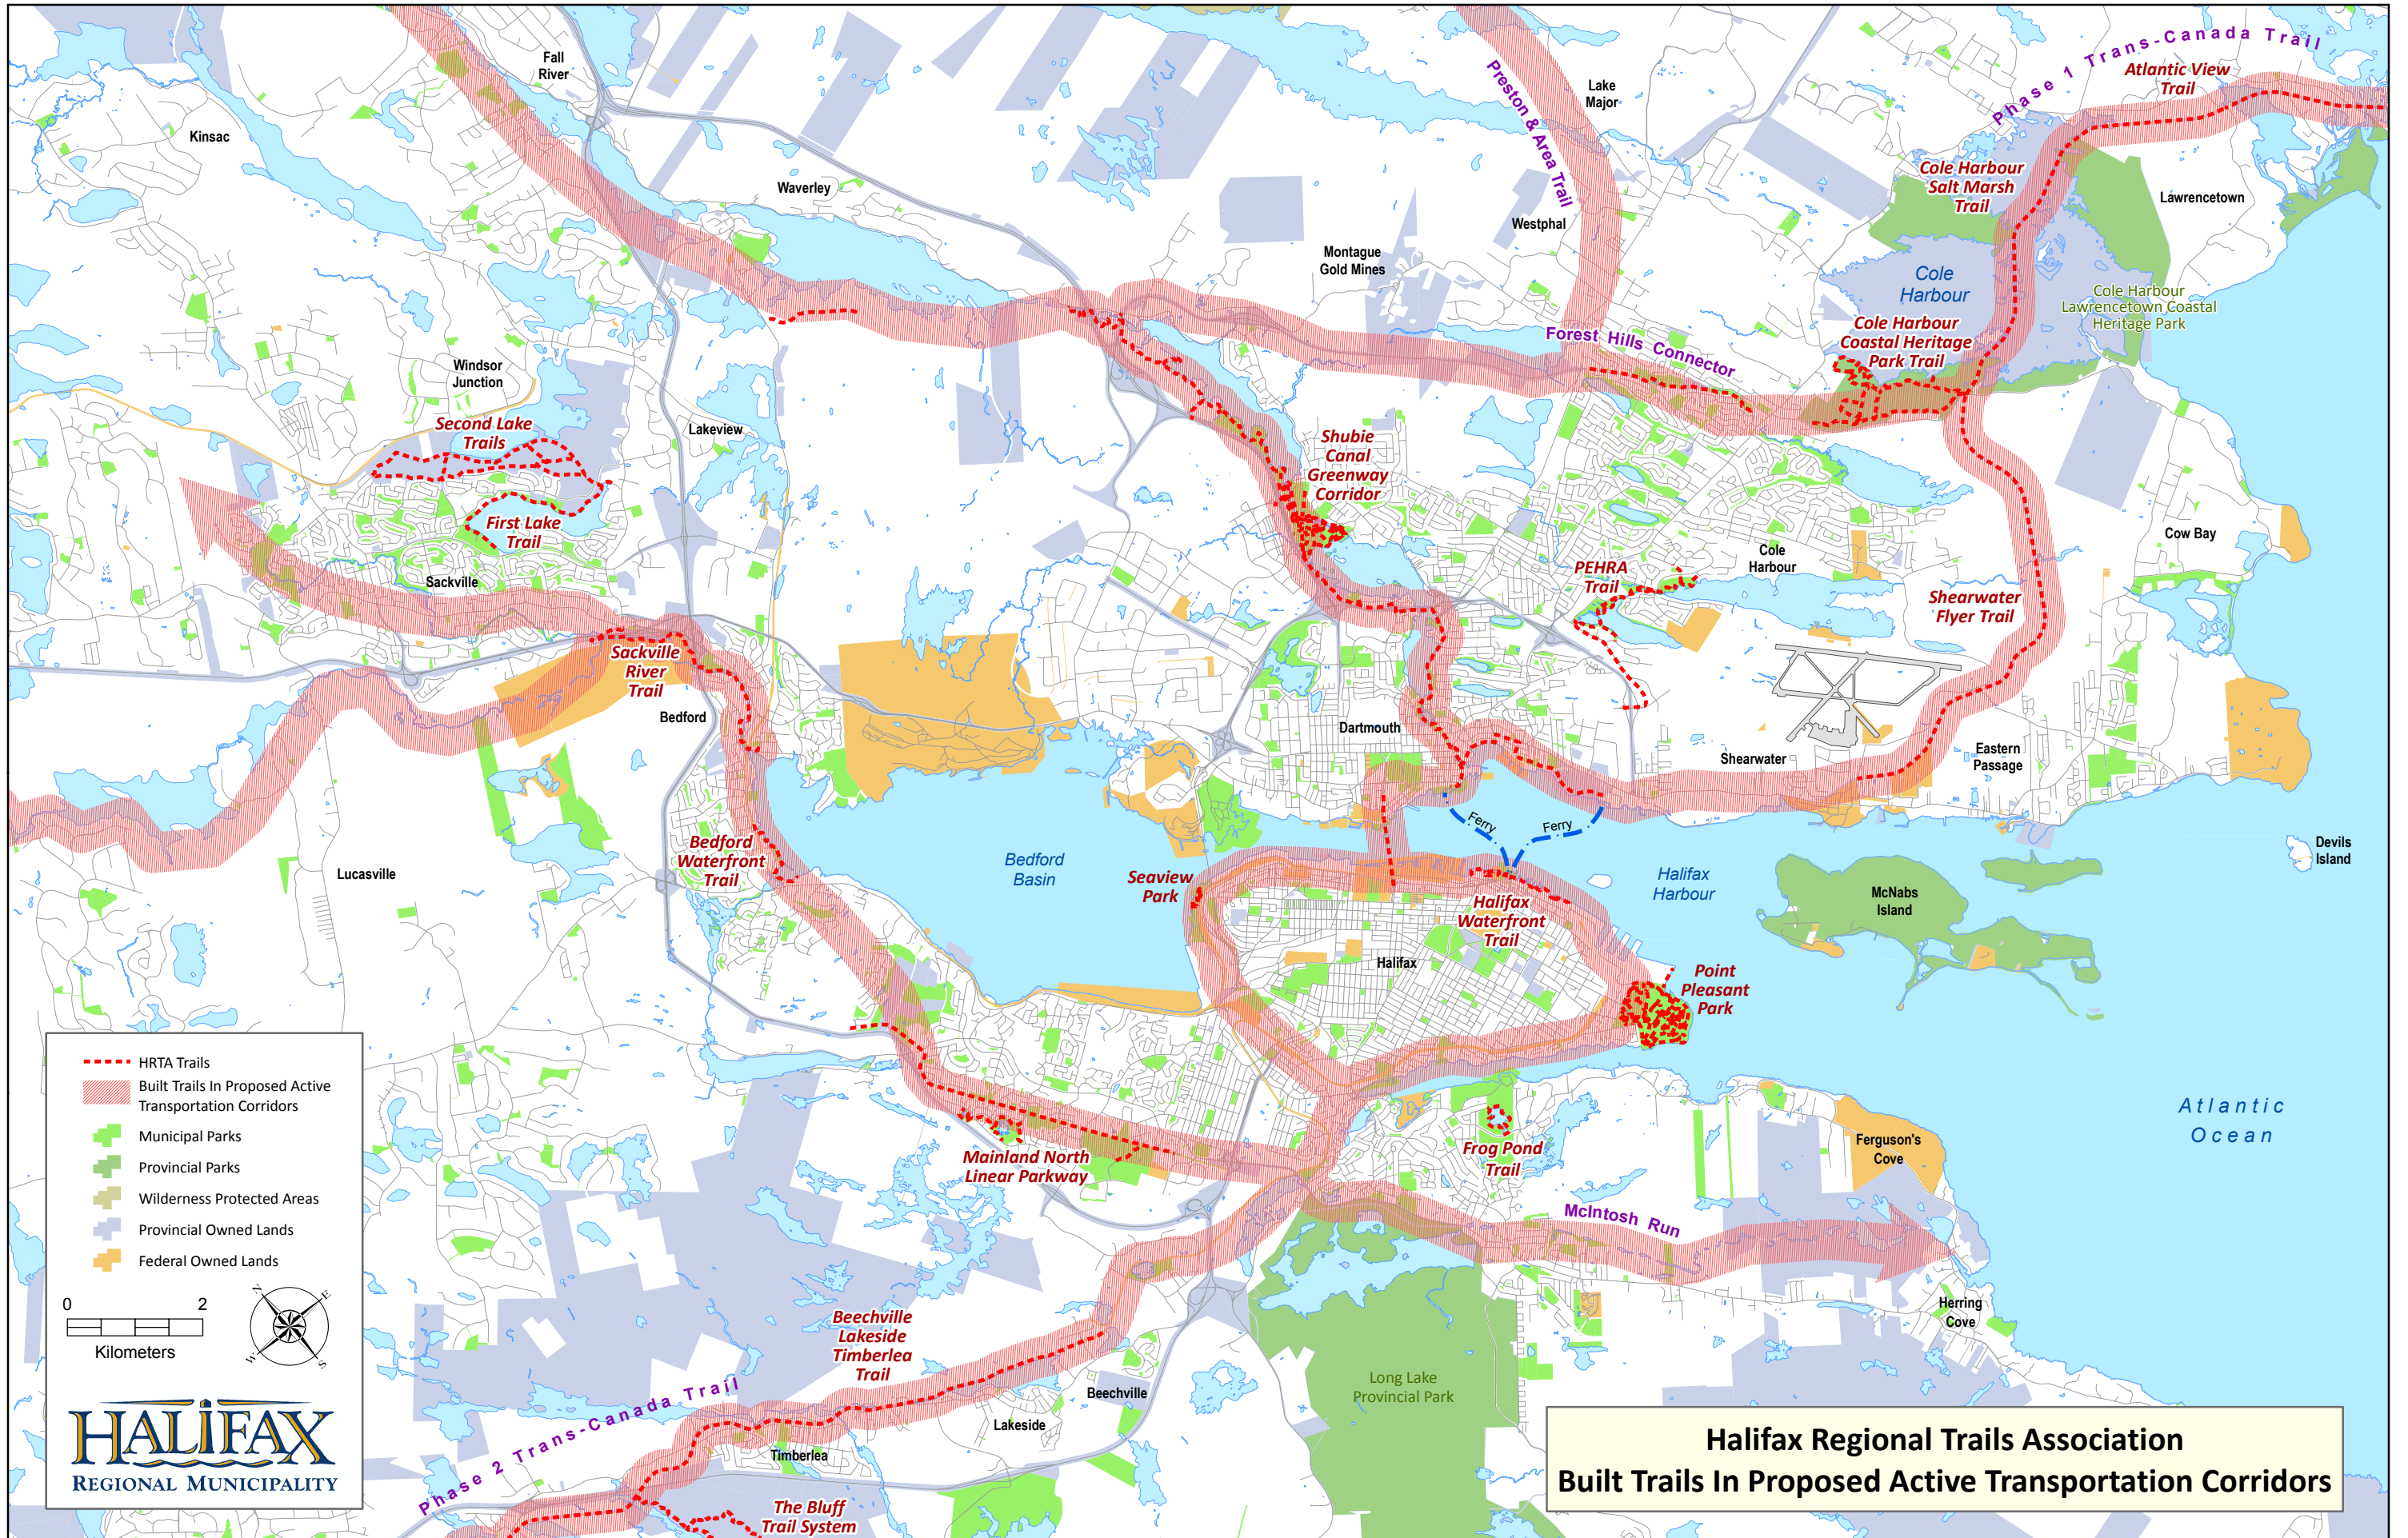 Fall
River
Kinsac
Waverley
Preston & Area Trail
Lake
Major
Phase 1 Trans-Canada Trail
Atlantic View
Trail
Cole Harbour
Salt Marsh
Trail
Lawrencetown
Westphal
Montague
Gold Mines
Cole
Harbour
Cole Harbour
Lawrencetown Coastal
Heritage Park
Forest Hills Connector
Cole Harbour
Coastal Heritage
Park Trail
Windsor
Junction
Second Lake
Trails
Lakeview
Shubie
Canal
Greenway
Corridor
First Lake
Trail
Sackville
Cole
Harbour
Cow Bay
PEHRA
Trail
Shearwater
Flyer Trail
Sackville
River
Trail
Bedford
Dartmouth
Shearwater
Eastern
Passage
Ferry
Ferry
Bedford
Waterfront
Trail
Bedford
Basin
Lucasville
Seaview
Park
Halifax
Harbour
McNabs
Island
Devils
Island
Halifax
Waterfront
Trail
Halifax
Point
Pleasant
Park
Atlantic
Ocean
Ferguson's
Cove
Frog Pond
Trail
Mainland North
Linear Parkway
McIntosh Run
Herring
Cove
Beechville
Lakeside
Timberlea
Trail
Long Lake
Provincial Park
Beechville
Lakeside
Timberlea
Phase 2 Trans-Canada Trail
The Bluff
Trail System
HRTA Trails
Built Trails In Proposed Active
Transportation Corridors
Municipal Parks
Provincial Parks
Wilderness Protected Areas
Provincial Owned Lands
Federal Owned Lands
0 2
Kilometers
N
E
W
S
HALIFAX
REGIONAL MUNICIPALITY
Halifax Regional Trails Association
Built Trails In Proposed Active Transportation Corridors